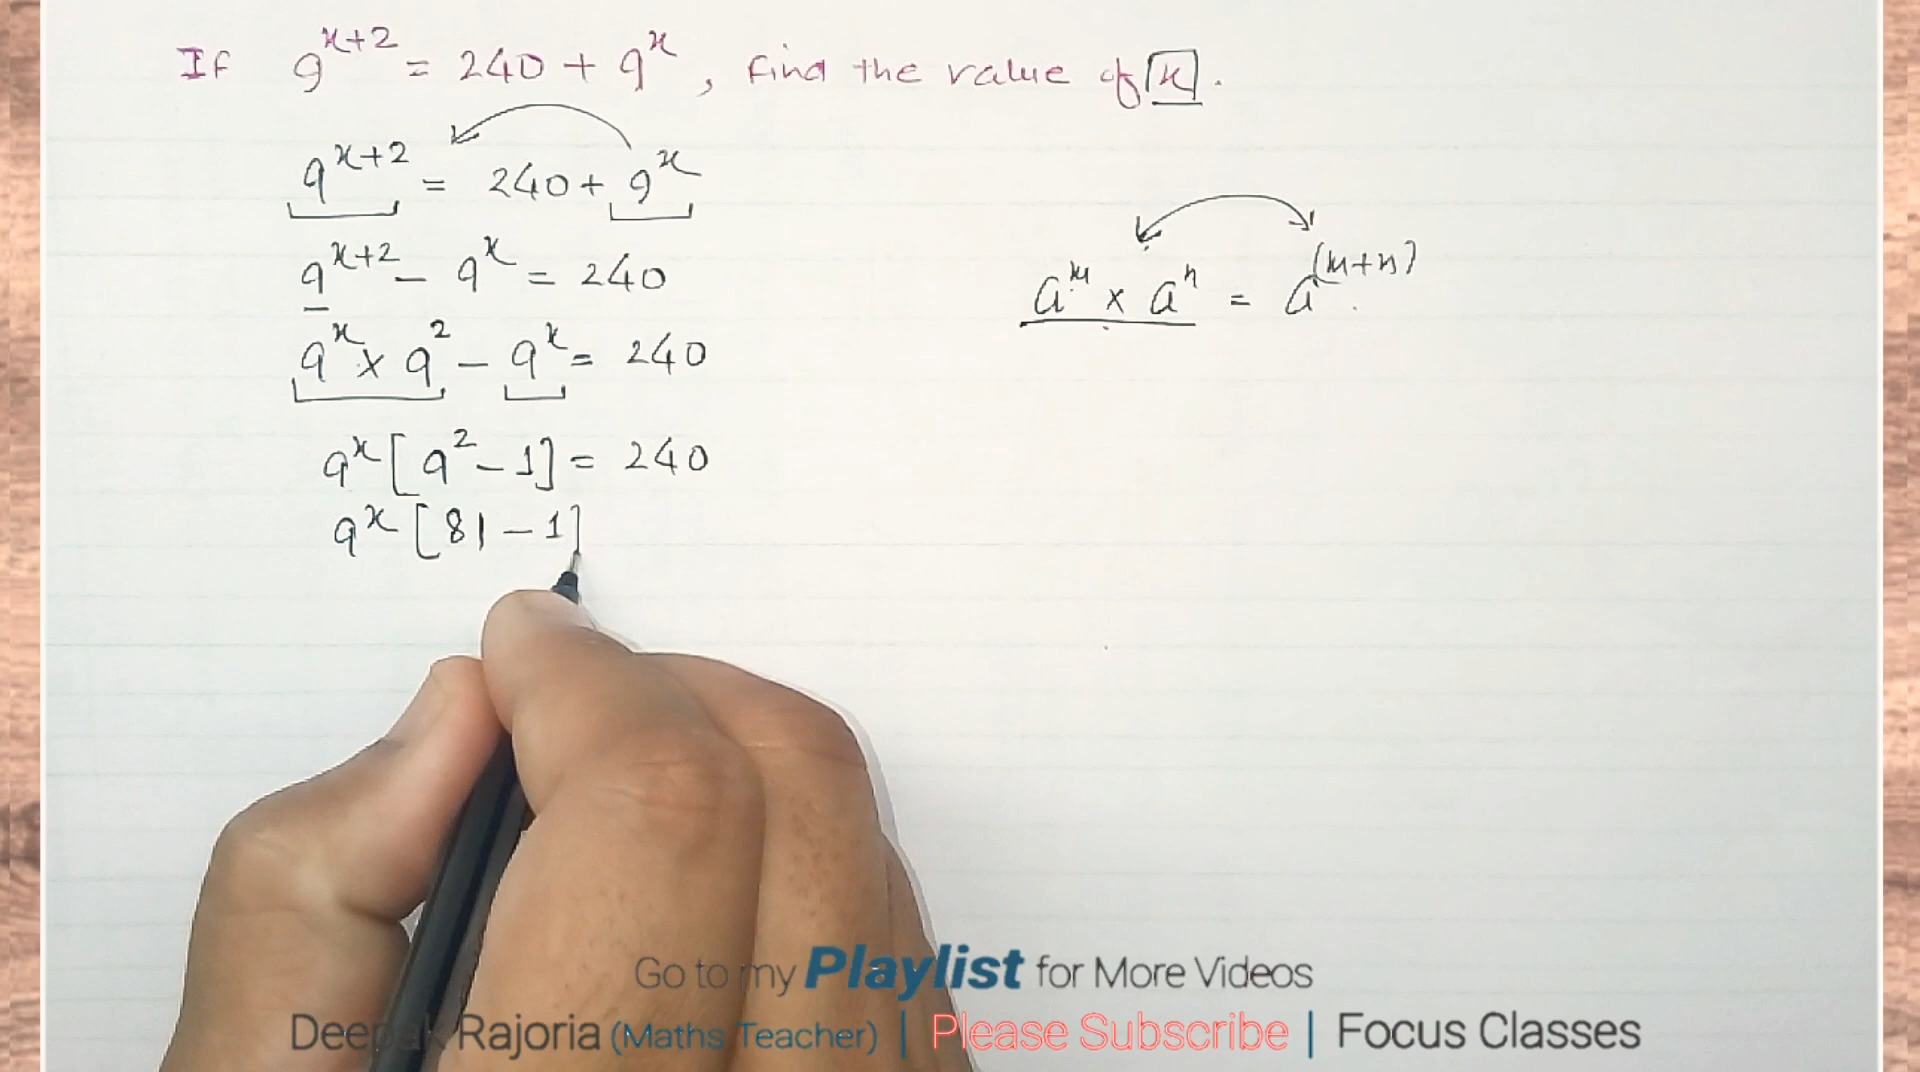 If 9^{x+2} = 240 + 9^x, find the value of x.
9^{x+2} = 240 + 9^x
9^{x+2} - 9^x = 240
9^x × 9^2 - 9^x = 240
9^x [9^2 - 1] = 240
9^x [81 - 1]
a^m × a^n = a^{(m+n)}
Go to my Playlist for More Videos
Deepak Rajoria (Maths Teacher) | Please Subscribe | Focus Classes